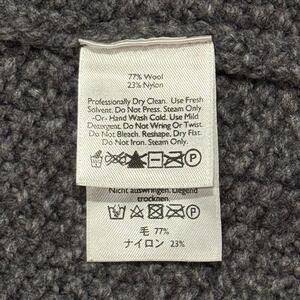 77% Wool
23% Nylon
Professionally Dry Clean. Use Fresh
Solvent. Do Not Press. Steam Only
-Or- Hand Wash Cold. Use Mild
Detergent. Do Not Wring Or Twist.
Do Not Bleach. Reshape, Dry Flat.
Do Not Iron. Steam Only.
Nicht auswringen. Liegend
trocknen.
毛 77%
ナイロン 23%